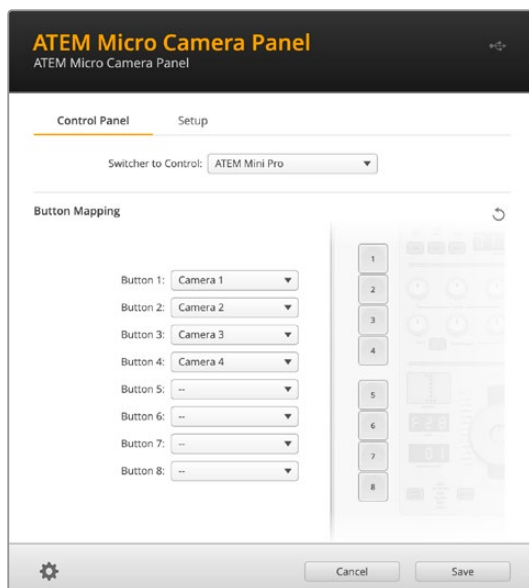 ATEM Micro Camera Panel
ATEM Micro Camera Panel
Control Panel Setup
Switcher to Control: ATEM Mini Pro
Button Mapping
Button 1: Camera 1
Button 2: Camera 2
Button 3: Camera 3
Button 4: Camera 4
Button 5: --
Button 6: --
Button 7: --
Button 8: --
1
2
3
4
5
6
7
8
Cancel Save